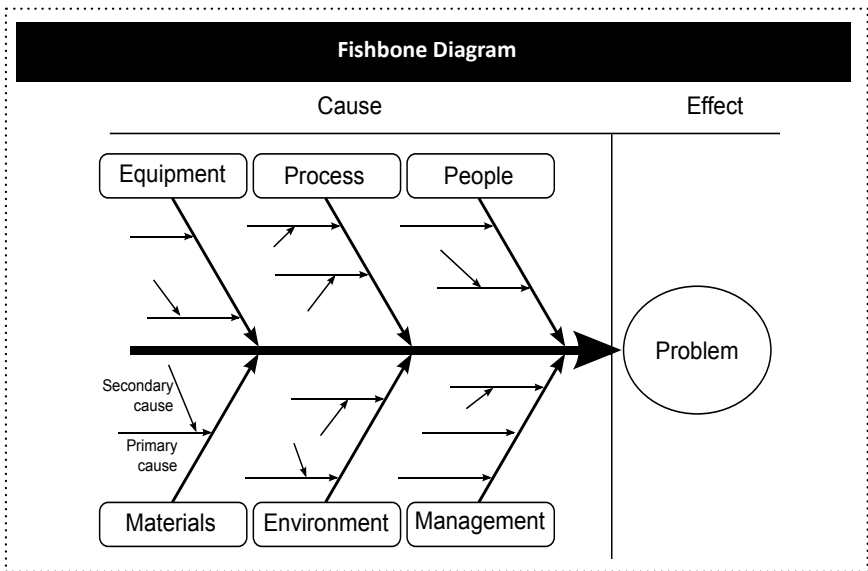 Fishbone Diagram
Cause
Effect
Equipment
Process
People
Problem
Secondary
cause
Primary
cause
Materials
Environment
Management